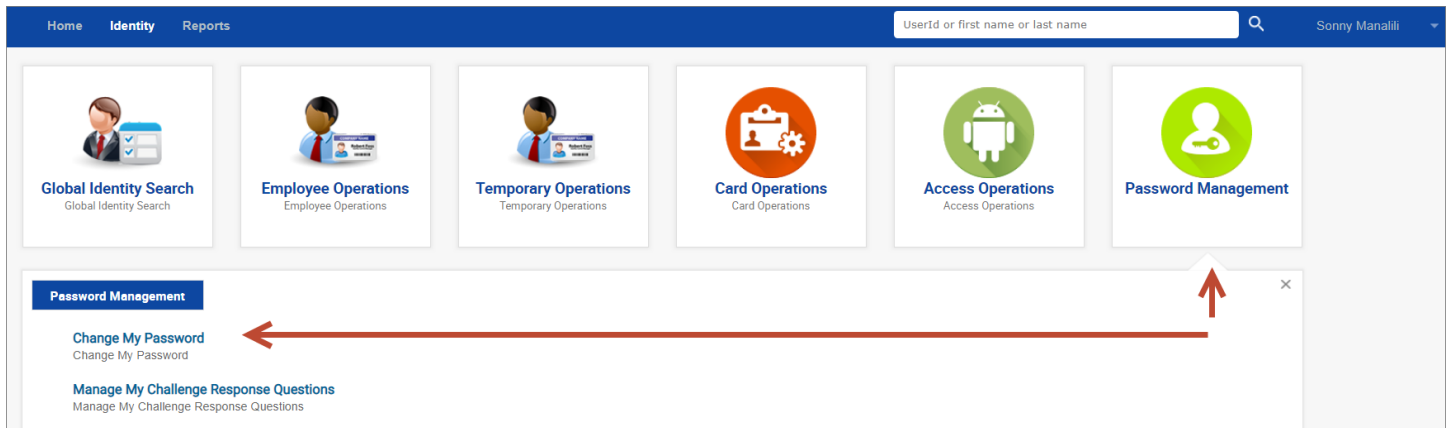 Home Identity Reports UserId or first name or last name Sonny Manalili
Global Identity Search
Global Identity Search
Employee Operations
Employee Operations
Temporary Operations
Temporary Operations
Card Operations
Card Operations
Access Operations
Access Operations
Password Management
Password Management
Change My Password
Change My Password
Manage My Challenge Response Questions
Manage My Challenge Response Questions